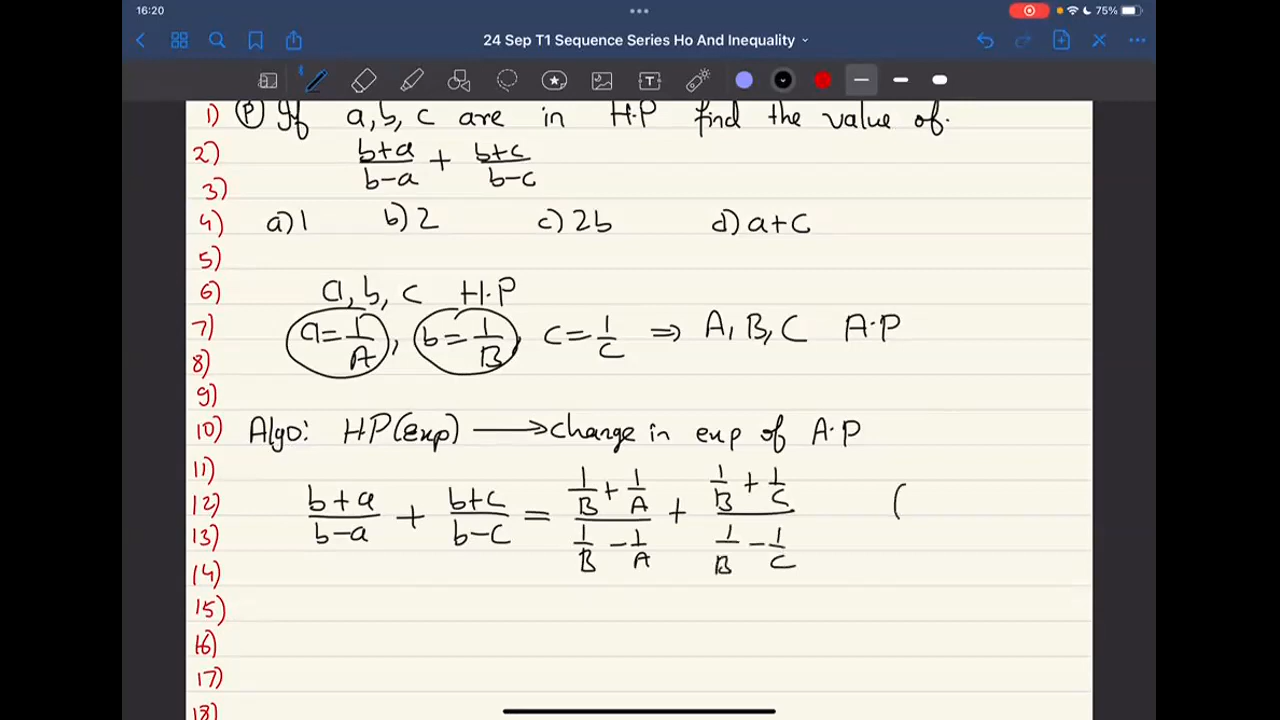 16:20
75%
24 Sep T1 Sequence Series Ho And Inequality
1) (P) If a, b, c are in H.P find the value of.
2) (b+a)/(b-a) + (b+c)/(b-c)
3)
4) a) 1 b) 2 c) 2b d) a+c
5)
6) a, b, c H.P
7) a = 1/A, b = 1/B, c = 1/C ⇒ A, B, C A.P
8)
9)
10) Algo: HP(Exp) → change in exp of A.P
11)
12) (b+a)/(b-a) + (b+c)/(b-c) = (1/B + 1/A)/(1/B - 1/A) + (1/B + 1/C)/(1/B - 1/C) (
13)
14)
15)
16)
17)
18)